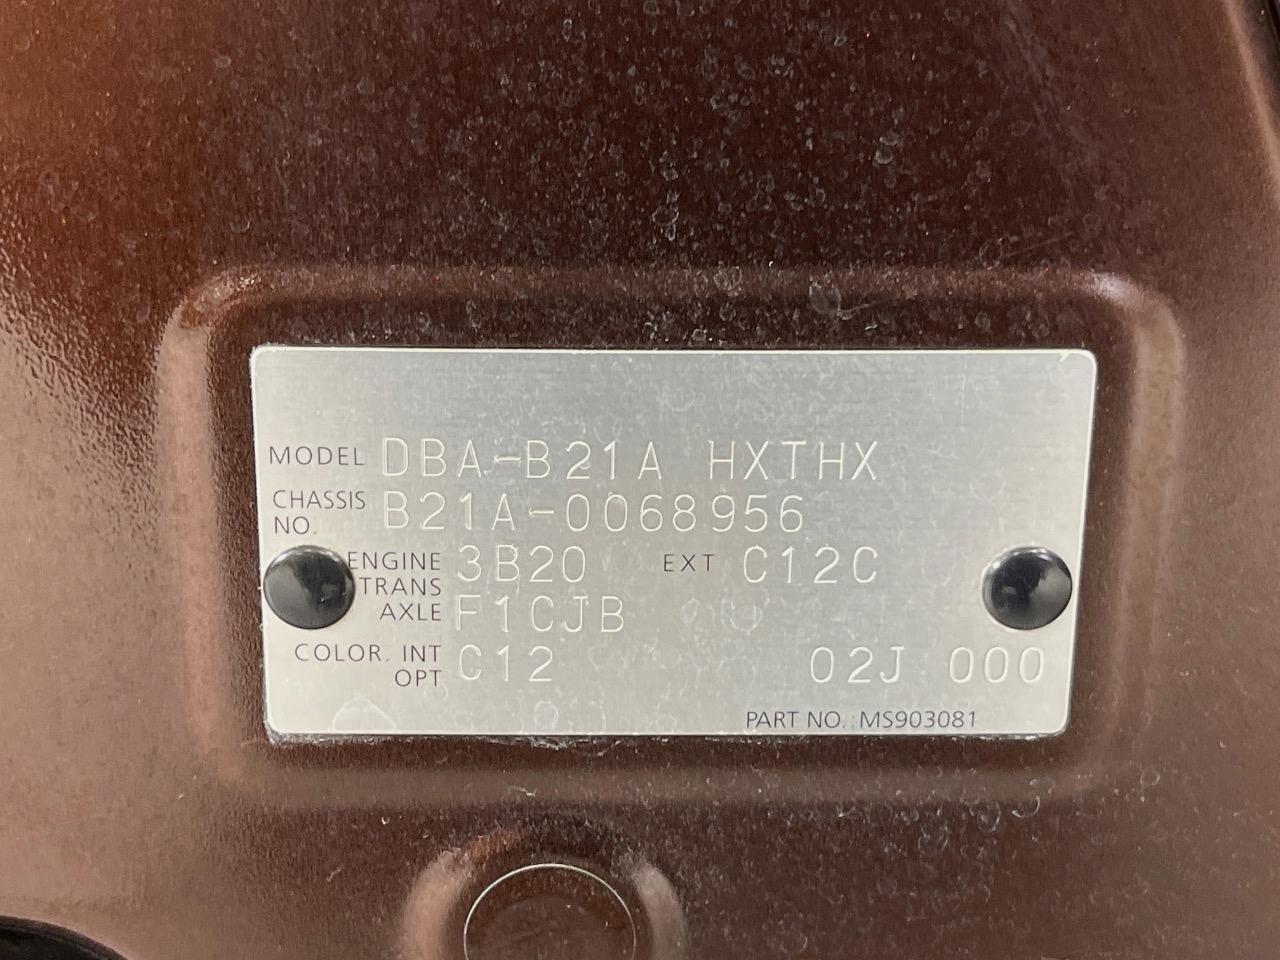 MODEL DBA-B21A HXTHX
CHASSIS NO. B21A-0068956
ENGINE 3B20 EXT C12C
TRANS AXLE F1CJB
COLOR. INT C12 02J 000
OPT
PART NO.: MS903081